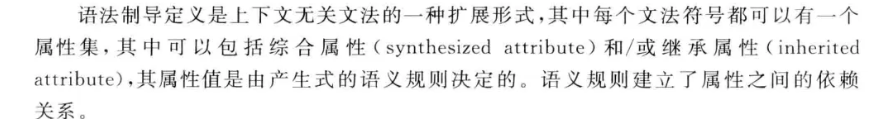 语法制导定义是上下文无关文法的一种扩展形式,其中每个文法符号都可以有一个
属性集,其中可以包括综合属性(synthesized attribute)和/或继承属性(inherited
attribute),其属性值是由产生式的语义规则决定的。语义规则建立了属性之间的依赖
关系。